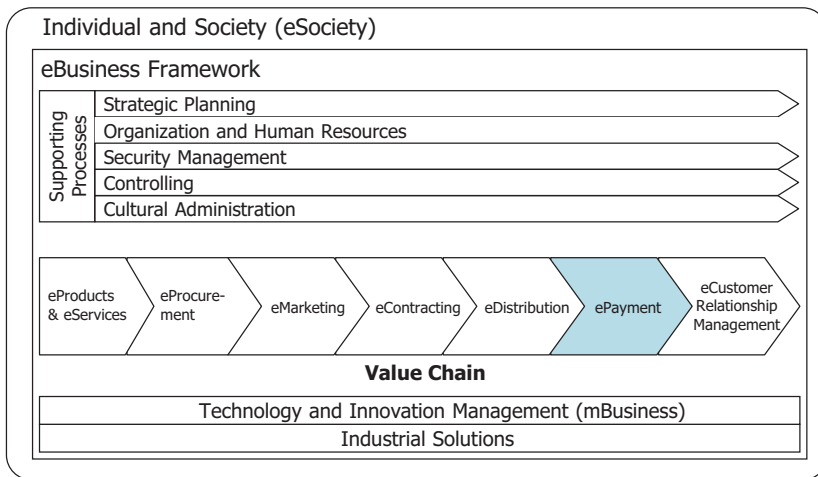 Individual and Society (eSociety)
eBusiness Framework
Supporting
Processes
Strategic Planning
Organization and Human Resources
Security Management
Controlling
Cultural Administration
eProducts
& eServices
eProcure-
ment
eMarketing
eContracting
eDistribution
ePayment
eCustomer
Relationship
Management
Value Chain
Technology and Innovation Management (mBusiness)
Industrial Solutions